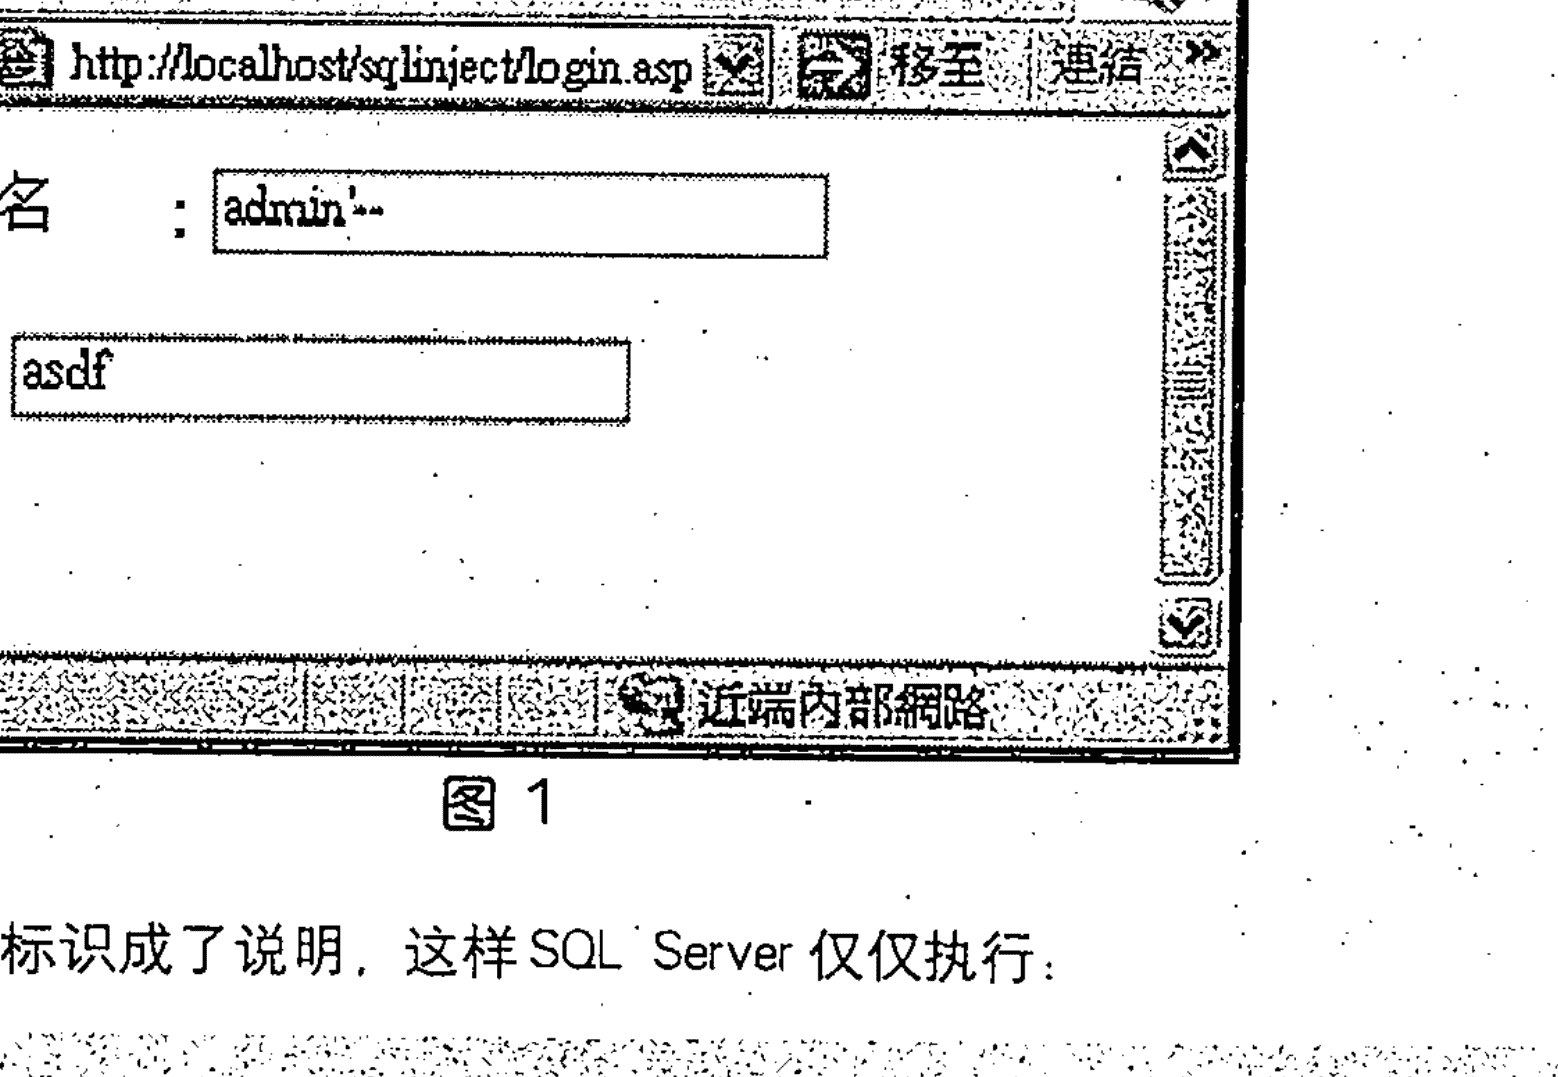 http://localhost/sqlinject/login.asp 移至 連結 »
名 : admin'--
asdf
近端內部網路
图 1
标识成了说明，这样 SQL Server 仅仅执行：